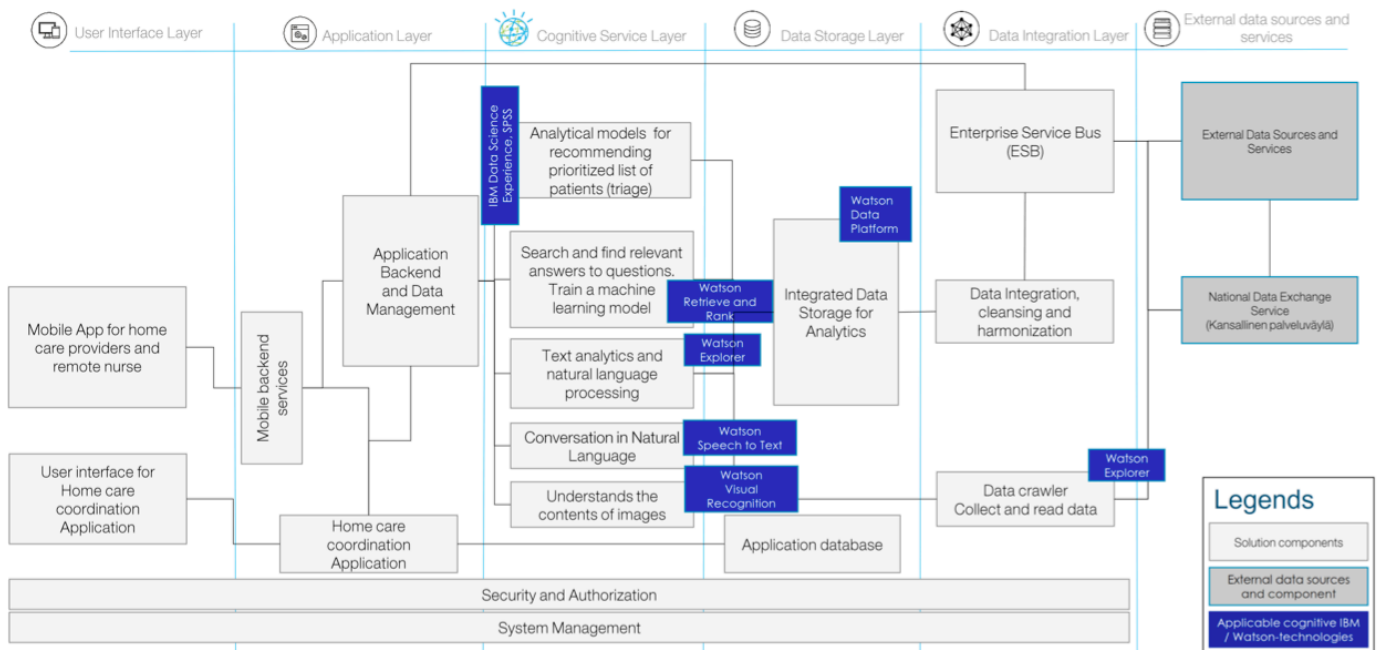 User Interface Layer
Application Layer
Cognitive Service Layer
Data Storage Layer
Data Integration Layer
External data sources and
services
IBM Data Science
Experience, SPSS
Analytical models for
recommending
prioritized list of
patients (triage)
Enterprise Service Bus
(ESB)
External Data Sources and
Services
Watson
Data
Platform
Application
Backend
and Data
Management
Search and find relevant
answers to questions.
Train a machine
learning model
Watson
Retrieve and
Rank
Integrated Data
Storage for
Analytics
Data Integration,
cleansing and
harmonization
National Data Exchange
Service
(Kansallinen palveluväylä)
Mobile App for home
care providers and
remote nurse
Mobile backend
services
Text analytics and
natural language
processing
Watson
Explorer
Conversation in Natural
Language
Watson
Speech to Text
User interface for
Home care
coordination
Application
Understands the
contents of images
Watson
Visual
Recognition
Data crawler
Collect and read data
Watson
Explorer
Home care
coordination
Application
Application database
Security and Authorization
System Management
Legends
Solution components
External data sources
and component
Applicable cognitive IBM
/ Watson-technologies